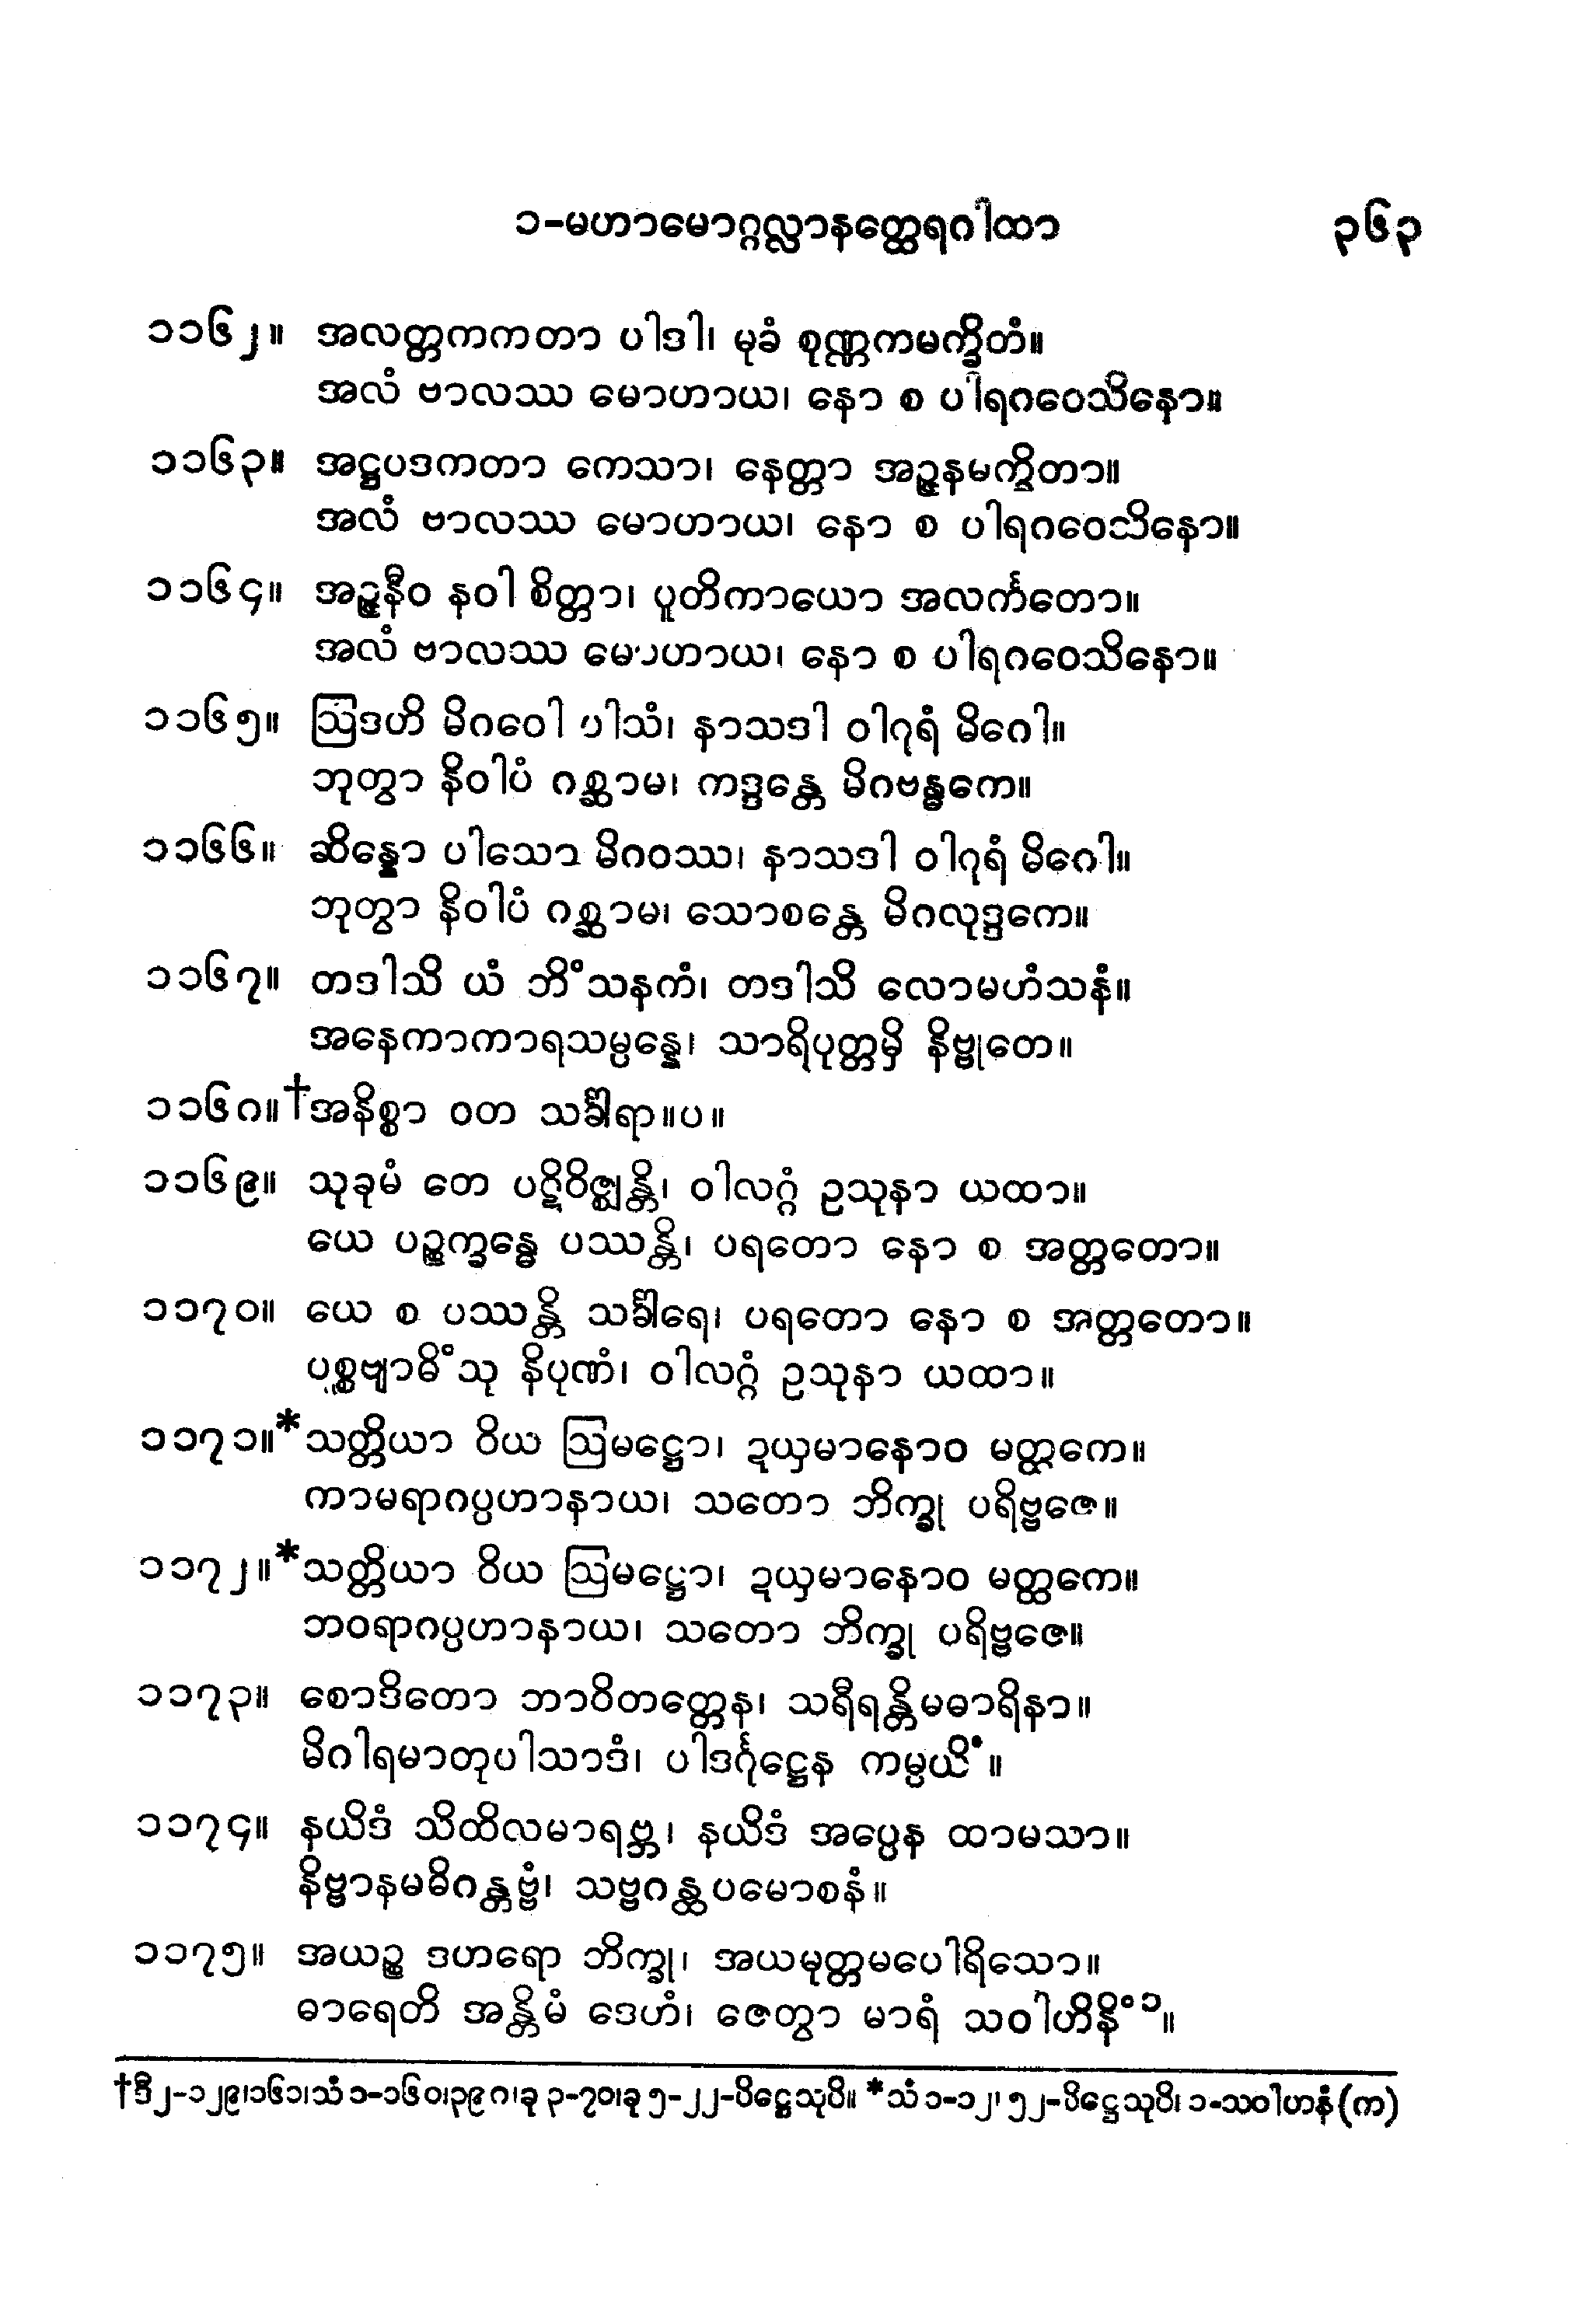 ၁-မဟာမောဂ္ဂလ္လာနတ္ထေရဂါထာ ၃၆၃
၁၁၆၂။ အလတ္တကကတာ ပါဒါ၊ မုခံ စုဏ္ဏကမက္ခိတံ။
အလံ ဗာလဿ မောဟာယ၊ နော စ ပါရဂဝေသိနော။
၁၁၆၃။ အဋ္ဌပဒကတာ ကေသာ၊ နေတ္တာ အဉ္ဇနမက္ခိတာ။
အလံ ဗာလဿ မောဟာယ၊ နော စ ပါရဂဝေသိနော။
၁၁၆၄။ အဉ္ဇနီဝ နဝါ စိတ္တာ၊ ပူတိကာယော အလင်္ကတော။
အလံ ဗာလဿ မောဟာယ၊ နော စ ပါရဂဝေသိနော။
၁၁၆၅။ ဩဒဟိ မိဂဝေါ ပါသံ၊ နာသဒါ ဝါဂုရံ မိဂေါ။
ဘုတွာ နိဝါပံ ဂစ္ဆာမ၊ ကဒ္ဒန္တေ မိဂဗန္ဓကေ။
၁၁၆၆။ ဆိန္နော ပါသော မိဂဝဿ၊ နာသဒါ ဝါဂုရံ မိဂေါ။
ဘုတွာ နိဝါပံ ဂစ္ဆာမ၊ သောစန္တေ မိဂလုဒ္ဒကေ။
၁၁၆၇။ တဒါသိ ယံ ဘိံသနကံ၊ တဒါသိ လောမဟံသနံ။
အနေကာကာရသမ္ပန္နေ၊ သာရိပုတ္တမှိ နိဗ္ဗုတေ။
၁၁၆၈။†အနိစ္စာ ဝတ သင်္ခါရာ။ပ။
၁၁၆၉။ သုခုမံ တေ ပဋိဝိဇ္ဈန္တိ၊ ဝါလဂ္ဂံ ဥသုနာ ယထာ။
ယေ ပဉ္စက္ခန္ဓေ ပဿန္တိ၊ ပရတော နော စ အတ္တတော။
၁၁၇၀။ ယေ စ ပဿန္တိ သင်္ခါရေ၊ ပရတော နော စ အတ္တတော။
ပစ္စဗျာဓိံသု နိပုဏံ၊ ဝါလဂ္ဂံ ဥသုနာ ယထာ။
၁၁၇၁။*သတ္တိယာ ဝိယ ဩမဋ္ဌော၊ ဍယှမာနောဝ မတ္ထကေ။
ကာမရာဂပ္ပဟာနာယ၊ သတော ဘိက္ခု ပရိဗ္ဗဇေ။
၁၁၇၂။*သတ္တိယာ ဝိယ ဩမဋ္ဌော၊ ဍယှမာနောဝ မတ္ထကေ။
ဘဝရာဂပ္ပဟာနာယ၊ သတော ဘိက္ခု ပရိဗ္ဗဇေ။
၁၁၇၃။ စောဒိတော ဘာဝိတတ္တေန၊ သရီရန္တိမဓာရိနာ။
မိဂါရမာတုပါသာဒံ၊ ပါဒင်္ဂုဋ္ဌေန ကမ္ပယိံ။
၁၁၇၄။ နယိဒံ သိထိလမာရဗ္ဘ၊ နယိဒံ အပ္ပေန ထာမသာ။
နိဗ္ဗာနမဓိဂန္တဗ္ဗံ၊ သဗ္ဗဂန္ထပမောစနံ။
၁၁၇၅။ အယဉ္စ ဒဟရော ဘိက္ခု၊ အယမုတ္တမပေါရိသော။
ဓာရေတိ အန္တိမံ ဒေဟံ၊ ဇေတွာ မာရံ သဝါဟိနိံ၁။
†ဒီ၂-၁၂၉၊၁၆၁၊သံ၁-၁၆၀၊၃၉၈၊ခု၃-၇၀၊ခု၅-၂၂-ပိဋ္ဌေသုပိ။ *သံ၁-၁၂၊၅၂-ပိဋ္ဌေသုပိ၊ ၁-သဝါဟနံ(က)